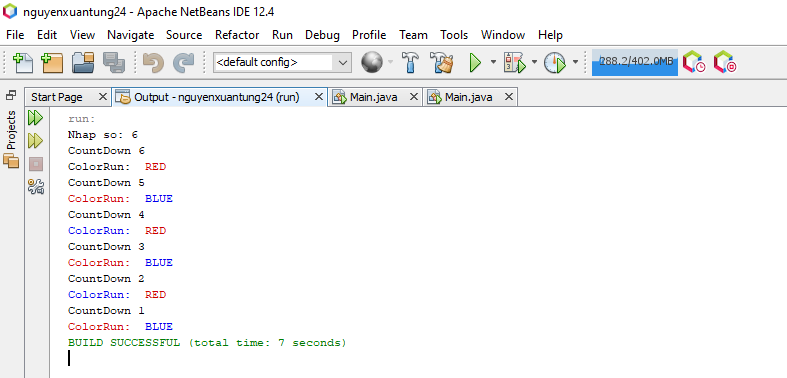 nguyenxuantung24 - Apache NetBeans IDE 12.4
File Edit View Navigate Source Refactor Run Debug Profile Team Tools Window Help
<default config> 288.2/402.0MB
Start Page Output - nguyenxuantung24 (run) Main.java Main.java
Projects
run:
Nhap so: 6
CountDown 6
ColorRun:  RED
CountDown 5
ColorRun:  BLUE
CountDown 4
ColorRun:  RED
CountDown 3
ColorRun:  BLUE
CountDown 2
ColorRun:  RED
CountDown 1
ColorRun:  BLUE
BUILD SUCCESSFUL (total time: 7 seconds)